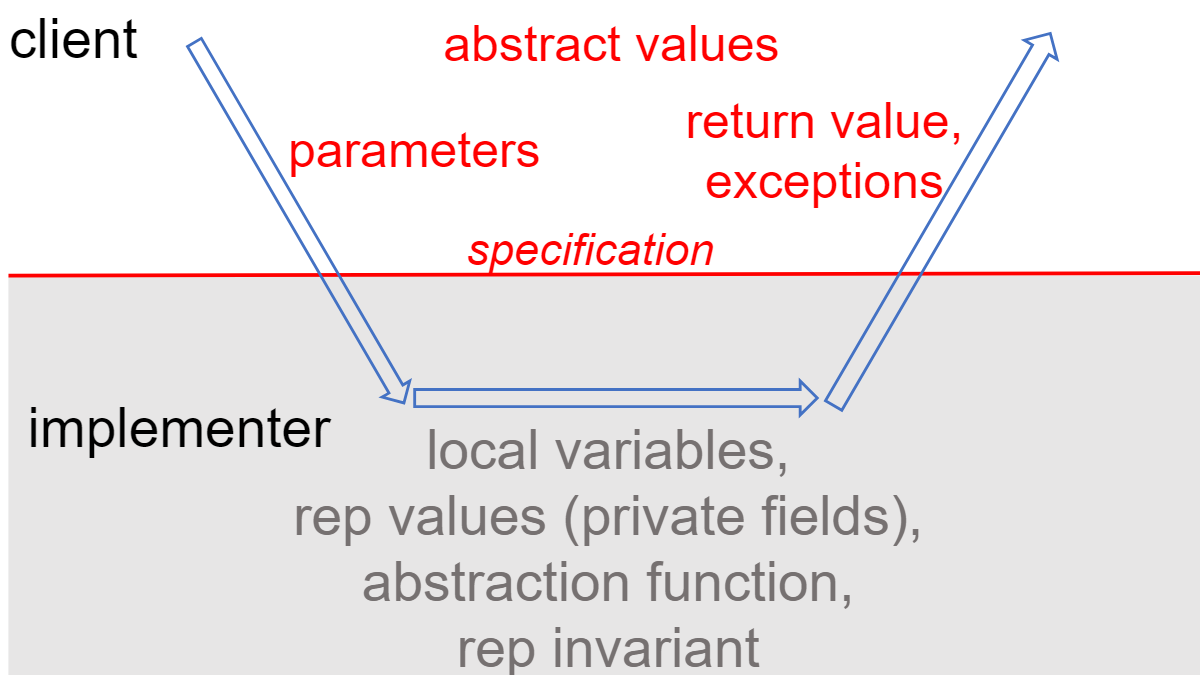 client
abstract values
parameters
return value,
exceptions
specification
implementer
local variables,
rep values (private fields),
abstraction function,
rep invariant